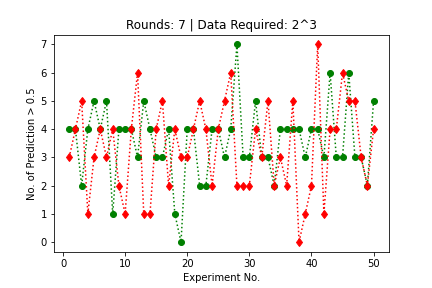 Rounds: 7 | Data Required: 2^3
No. of Prediction > 0.5
7
6
5
4
3
2
1
0
0 10 20 30 40 50
Experiment No.